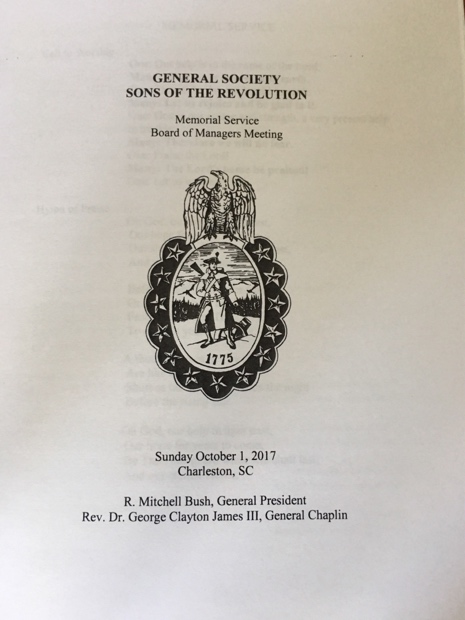 GENERAL SOCIETY
SONS OF THE REVOLUTION
Memorial Service
Board of Managers Meeting
1775
Sunday October 1, 2017
Charleston, SC
R. Mitchell Bush, General President
Rev. Dr. George Clayton James III, General Chaplin